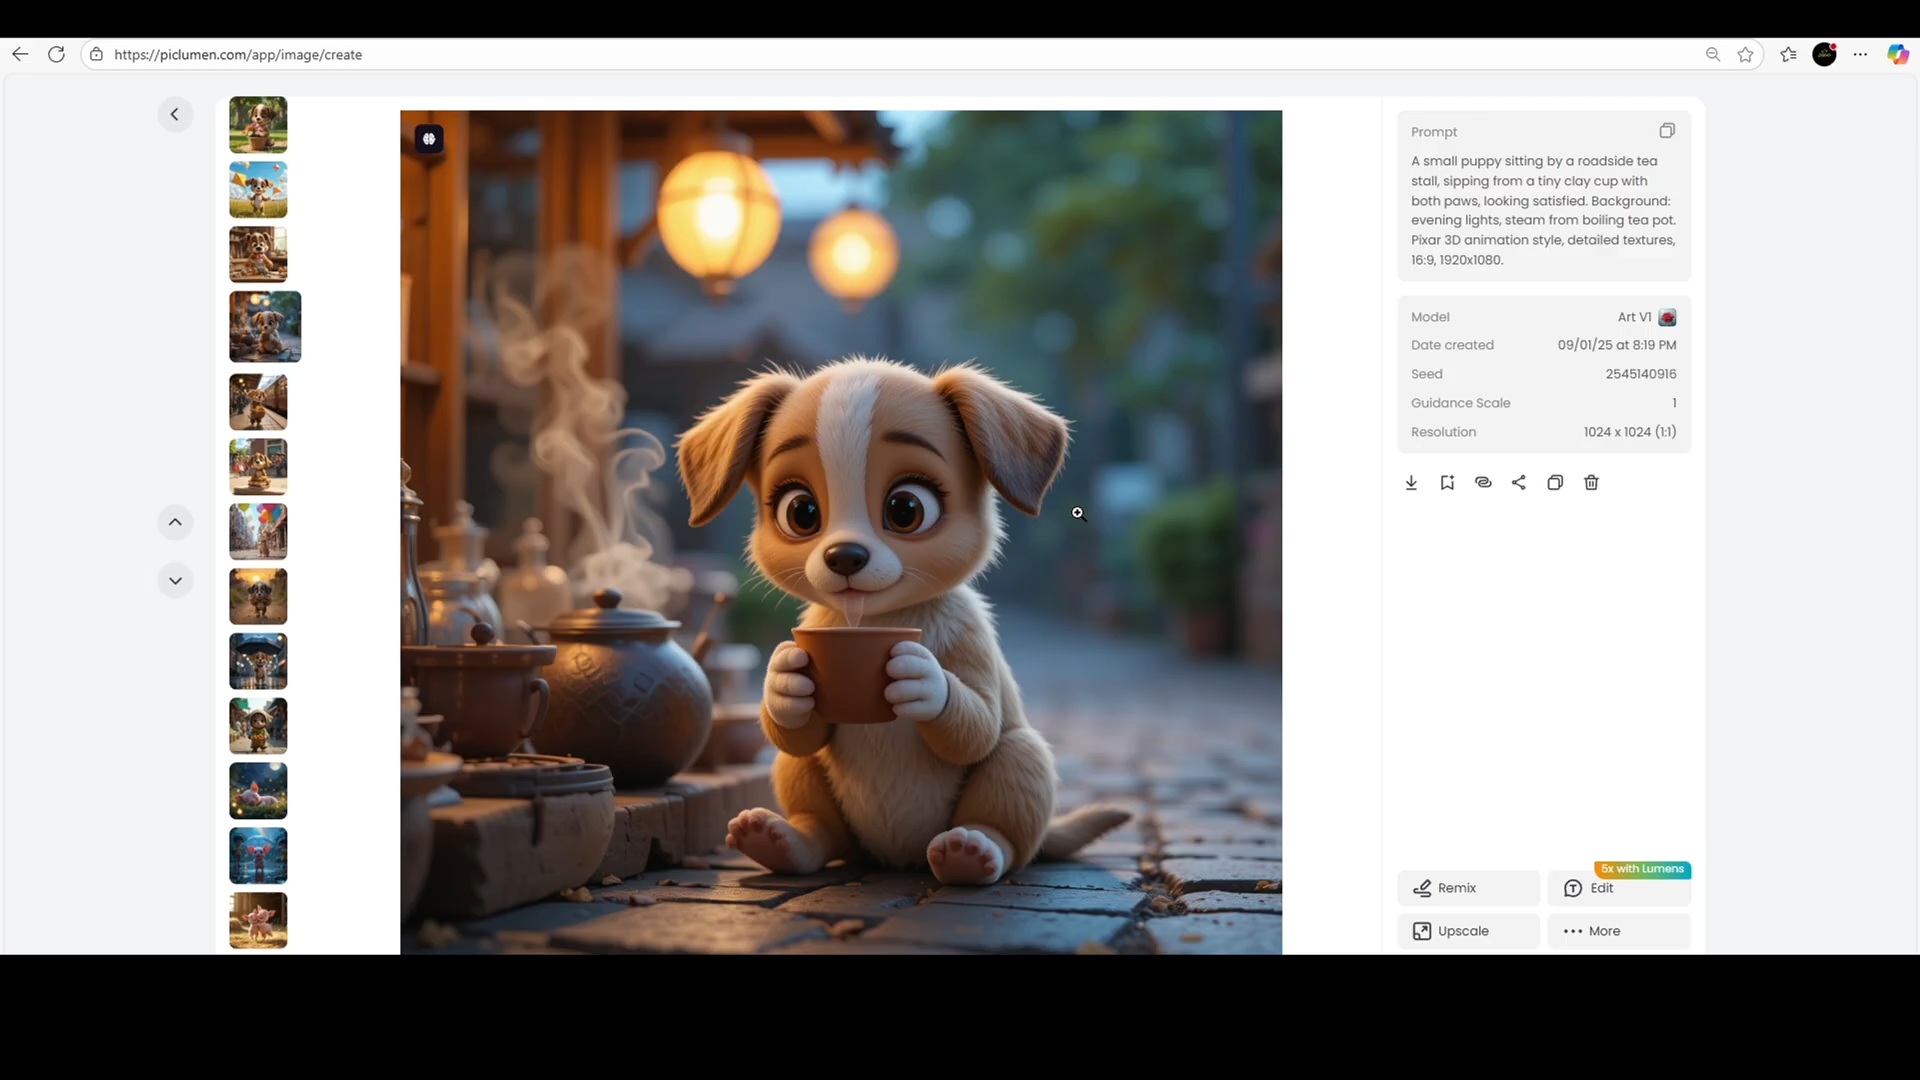 https://piclumen.com/app/image/create
Prompt
A small puppy sitting by a roadside tea
stall, sipping from a tiny clay cup with
both paws, looking satisfied. Background:
evening lights, steam from boiling tea pot.
Pixar 3D animation style, detailed textures,
16:9, 1920x1080.
Model Art V1
Date created 09/01/25 at 8:19 PM
Seed 2545140916
Guidance Scale 1
Resolution 1024 x 1024 (1:1)
5x with Lumens
Remix Edit
Upscale More